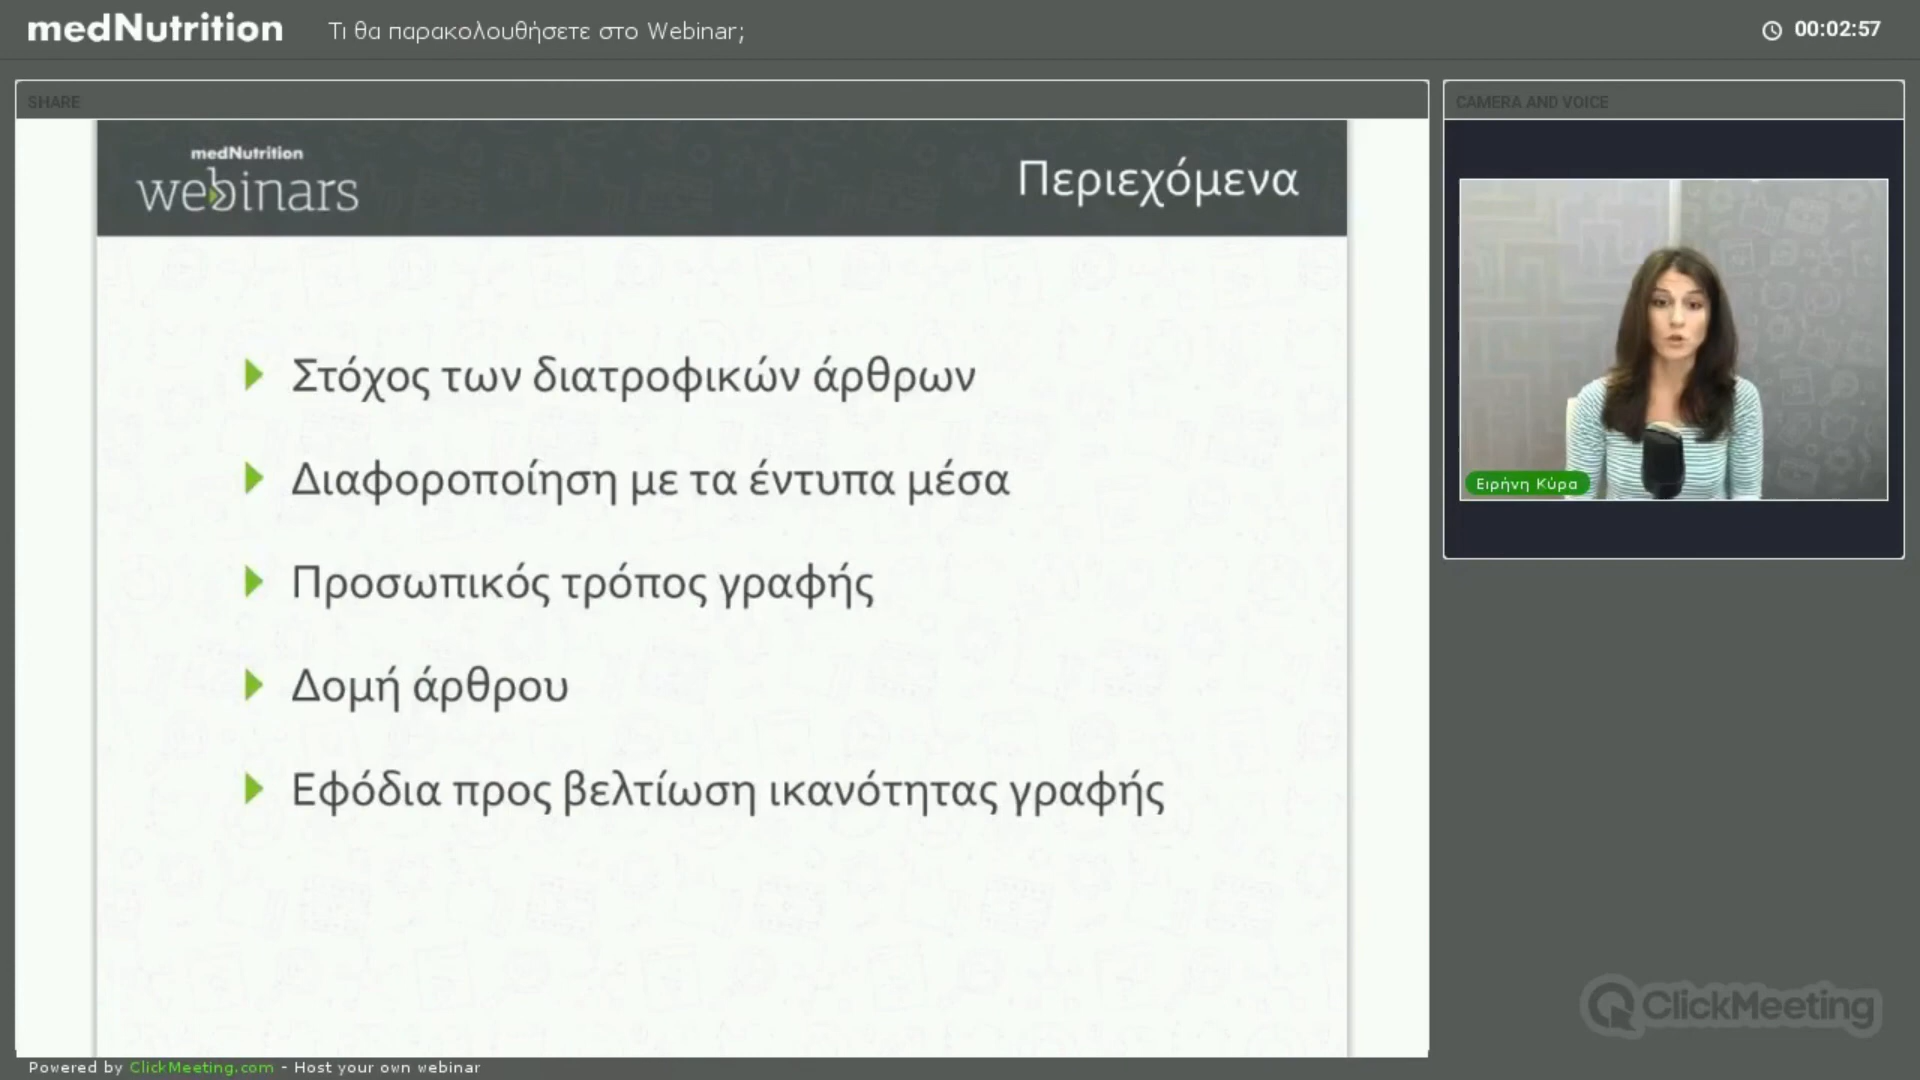 medNutrition
Τι θα παρακολουθήσετε στο Webinar;
00:02:57
SHARE
CAMERA AND VOICE
medNutrition
webinars
Περιεχόμενα
Στόχος των διατροφικών άρθρων
Διαφοροποίηση με τα έντυπα μέσα
Προσωπικός τρόπος γραφής
Δομή άρθρου
Εφόδια προς βελτίωση ικανότητας γραφής
Ειρήνη Κύρα
ClickMeeting
Powered by ClickMeeting.com - Host your own webinar